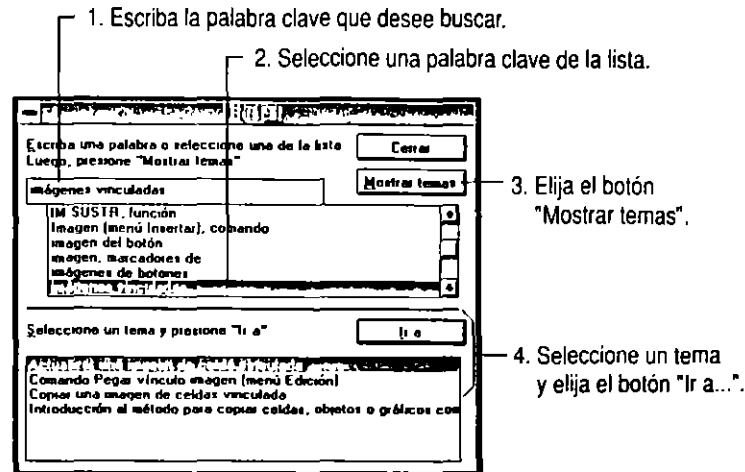 1. Escriba la palabra clave que desee buscar.
2. Seleccione una palabra clave de la lista.
Escriba una palabra o seleccione una de la lista
Luego, presione "Mostrar temas"
Cerrar
imágenes vinculadas
Mostrar temas
3. Elija el botón
"Mostrar temas".
IM SUSTR, función
Imagen (menú Insertar), comando
imagen del botón
imagen, marcadores de
imágenes de botones
imágenes vinculadas
Seleccione un tema y presione "Ir a"
Ir a
4. Seleccione un tema
y elija el botón "Ir a...".
Comando Pegar vínculo imagen (menú Edición)
Copiar una imagen de celdas vinculada
Introducción al método para copiar celdas, objetos o gráficos com